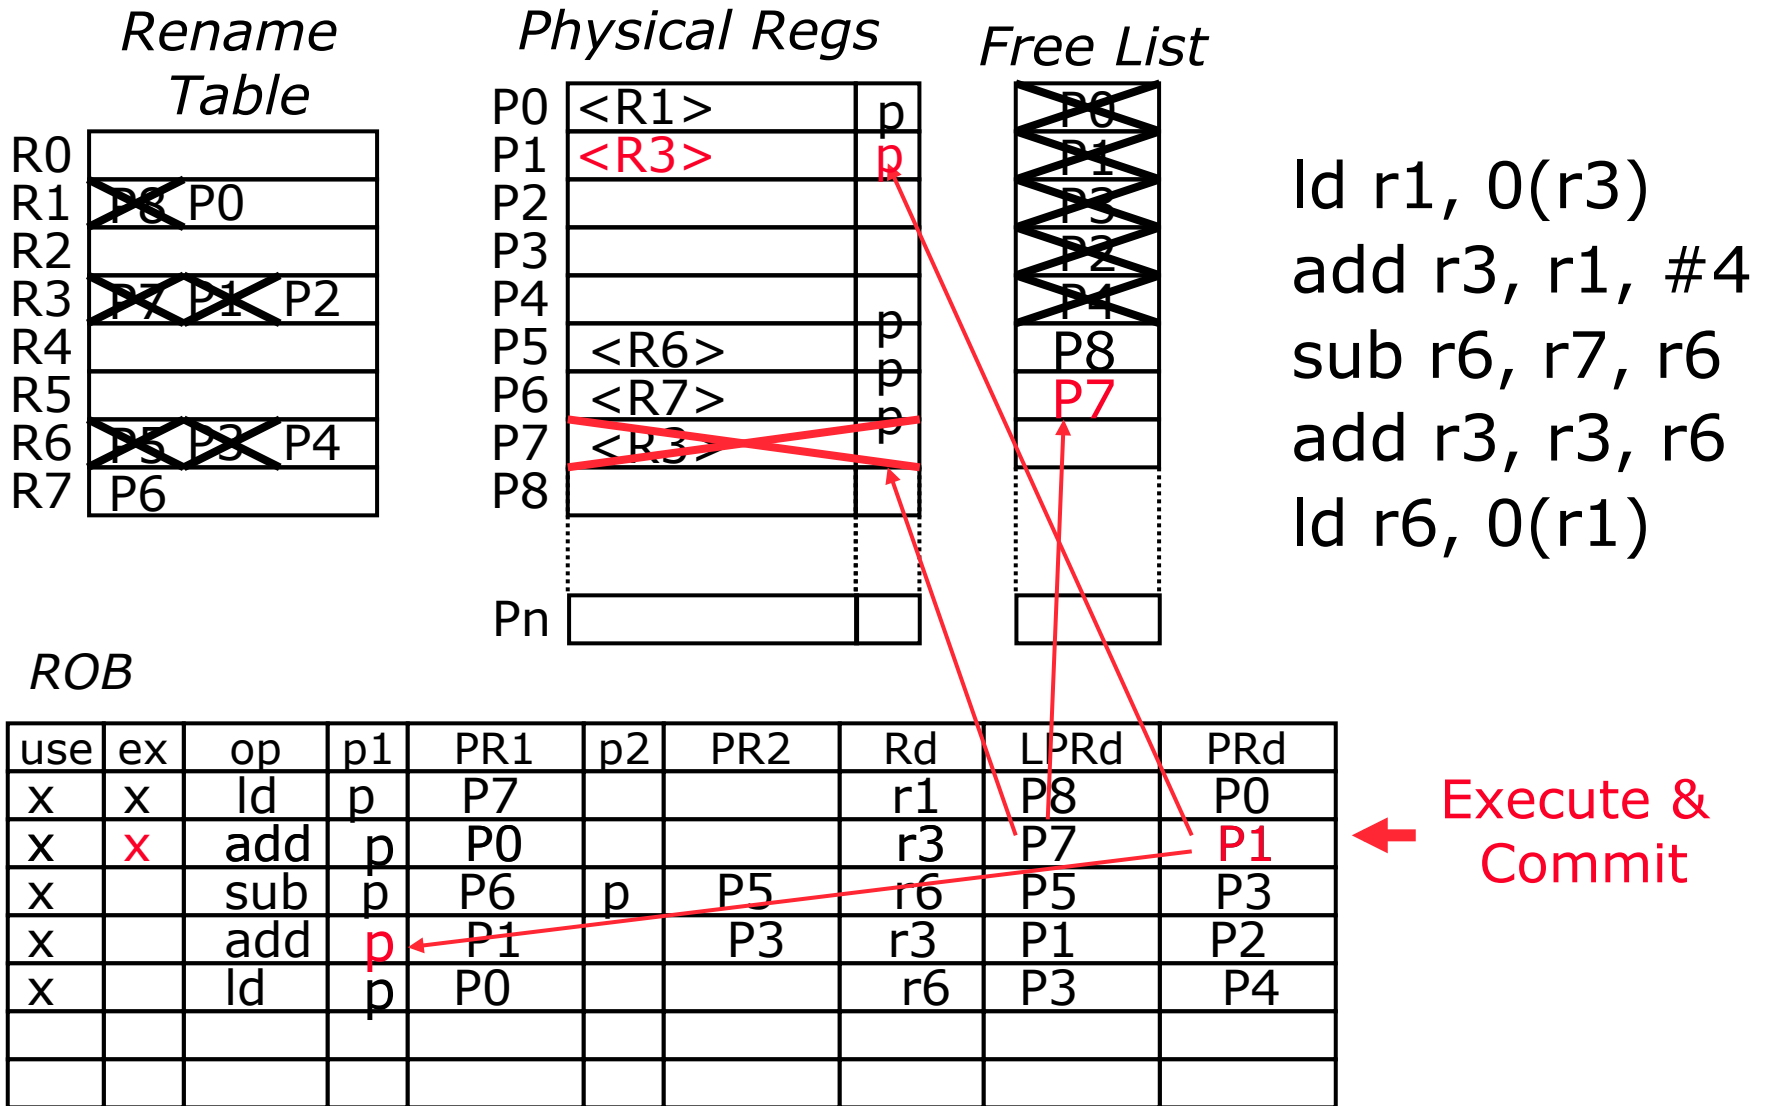 Rename Table
Physical Regs
Free List
R0
R1 P8 P0
R2
R3 P7 P1 P2
R4
R5
R6 P5 P3 P4
R7 P6
P0 <R1> p
P1 <R3> p
P2
P3
P4
P5 <R6> p
P6 <R7> p
P7 <R3> p
P8
Pn
P0
P1
P3
P2
P4
P8
P7
ld r1, 0(r3)
add r3, r1, #4
sub r6, r7, r6
add r3, r3, r6
ld r6, 0(r1)
ROB
use ex op p1 PR1 p2 PR2 Rd LPRd PRd
x x ld p P7 r1 P8 P0
x x add p P0 r3 P7 P1
x sub p P6 p P5 r6 P5 P3
x add p P1 P3 r3 P1 P2
x ld p P0 r6 P3 P4
Execute &
Commit